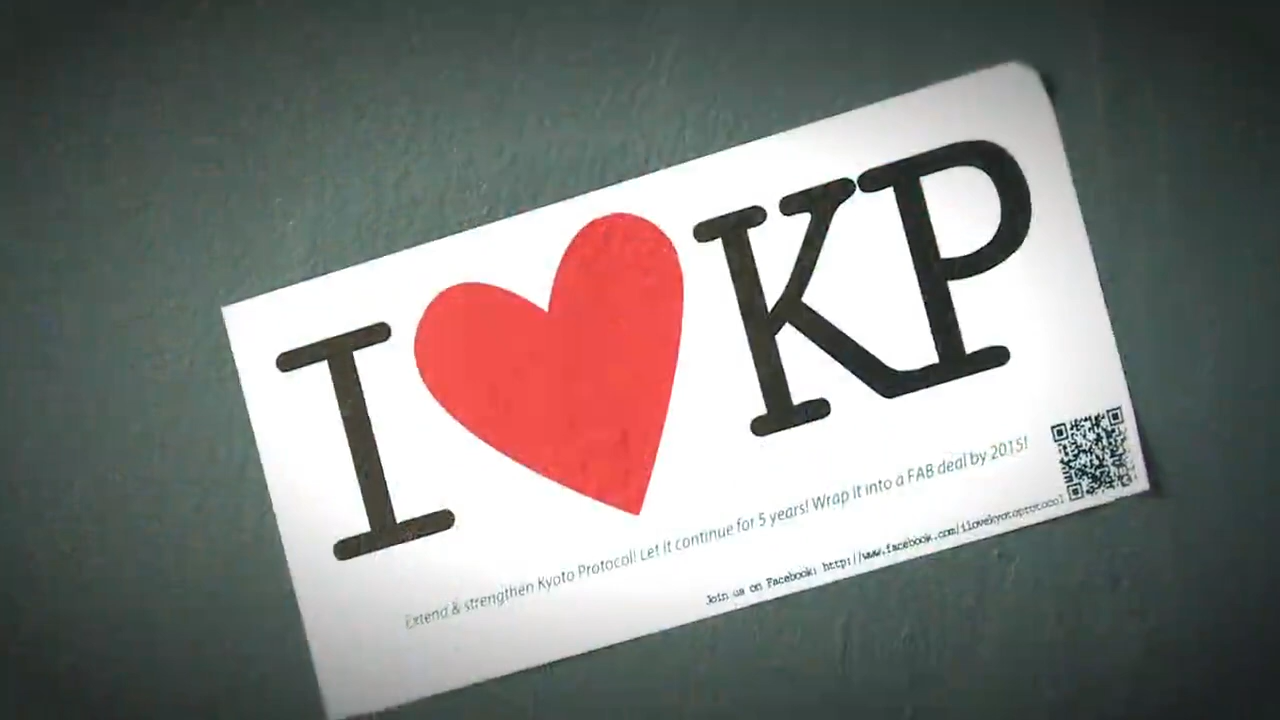 I ❤ KP
Extend & strengthen Kyoto Protocol! Let it continue for 5 years! Wrap it into a FAB deal by 2015!
Join us on Facebook: http://www.facebook.com/ilovekyotoprotocol